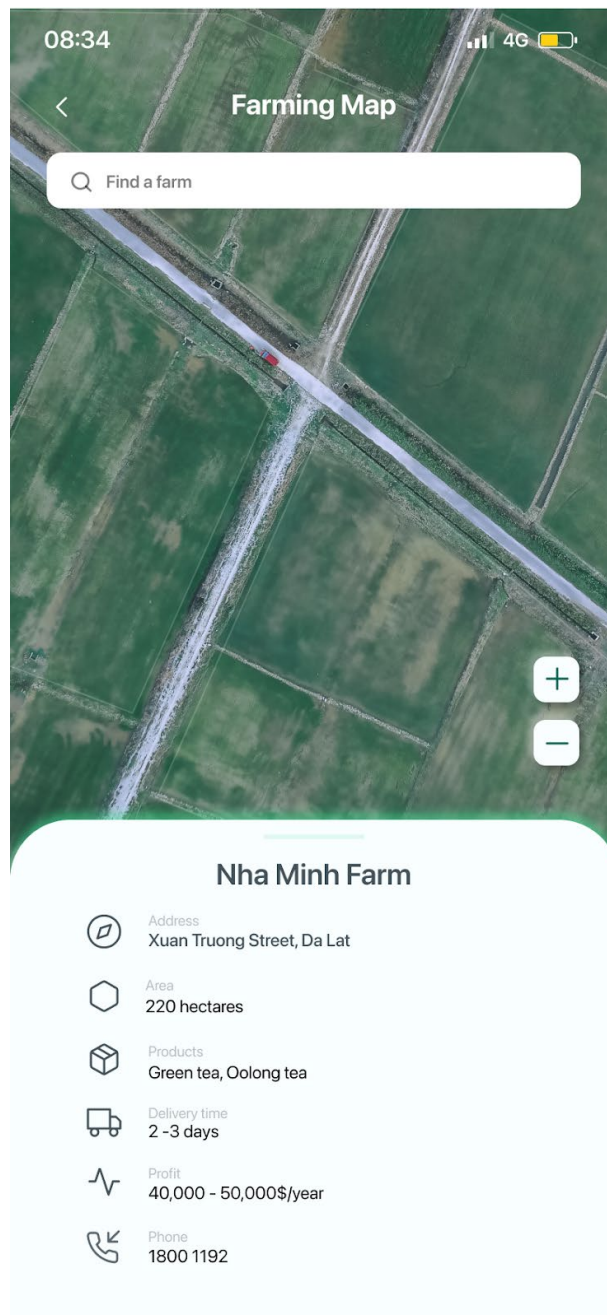 08:34
4G
Farming Map
Find a farm
Nha Minh Farm
Address
Xuan Truong Street, Da Lat
Area
220 hectares
Products
Green tea, Oolong tea
Delivery time
2 -3 days
Profit
40,000 - 50,000$/year
Phone
1800 1192